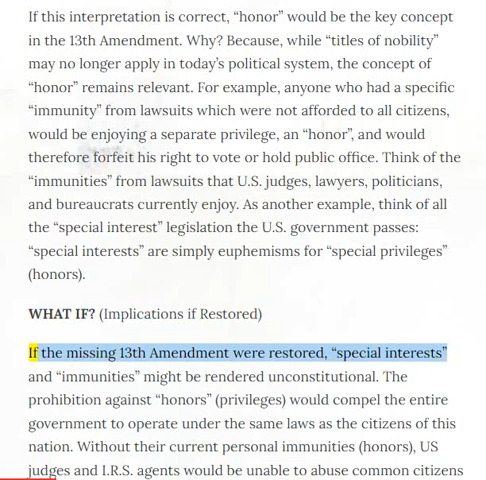 If this interpretation is correct, “honor” would be the key concept
in the 13th Amendment. Why? Because, while “titles of nobility”
may no longer apply in today’s political system, the concept of
“honor” remains relevant. For example, anyone who had a specific
“immunity” from lawsuits which were not afforded to all citizens,
would be enjoying a separate privilege, an “honor”, and would
therefore forfeit his right to vote or hold public office. Think of the
“immunities” from lawsuits that U.S. judges, lawyers, politicians,
and bureaucrats currently enjoy. As another example, think of all
the “special interest” legislation the U.S. government passes:
“special interests” are simply euphemisms for “special privileges”
(honors).
WHAT IF? (Implications if Restored)
If the missing 13th Amendment were restored, “special interests”
and “immunities” might be rendered unconstitutional. The
prohibition against “honors” (privileges) would compel the entire
government to operate under the same laws as the citizens of this
nation. Without their current personal immunities (honors), US
judges and I.R.S. agents would be unable to abuse common citizens